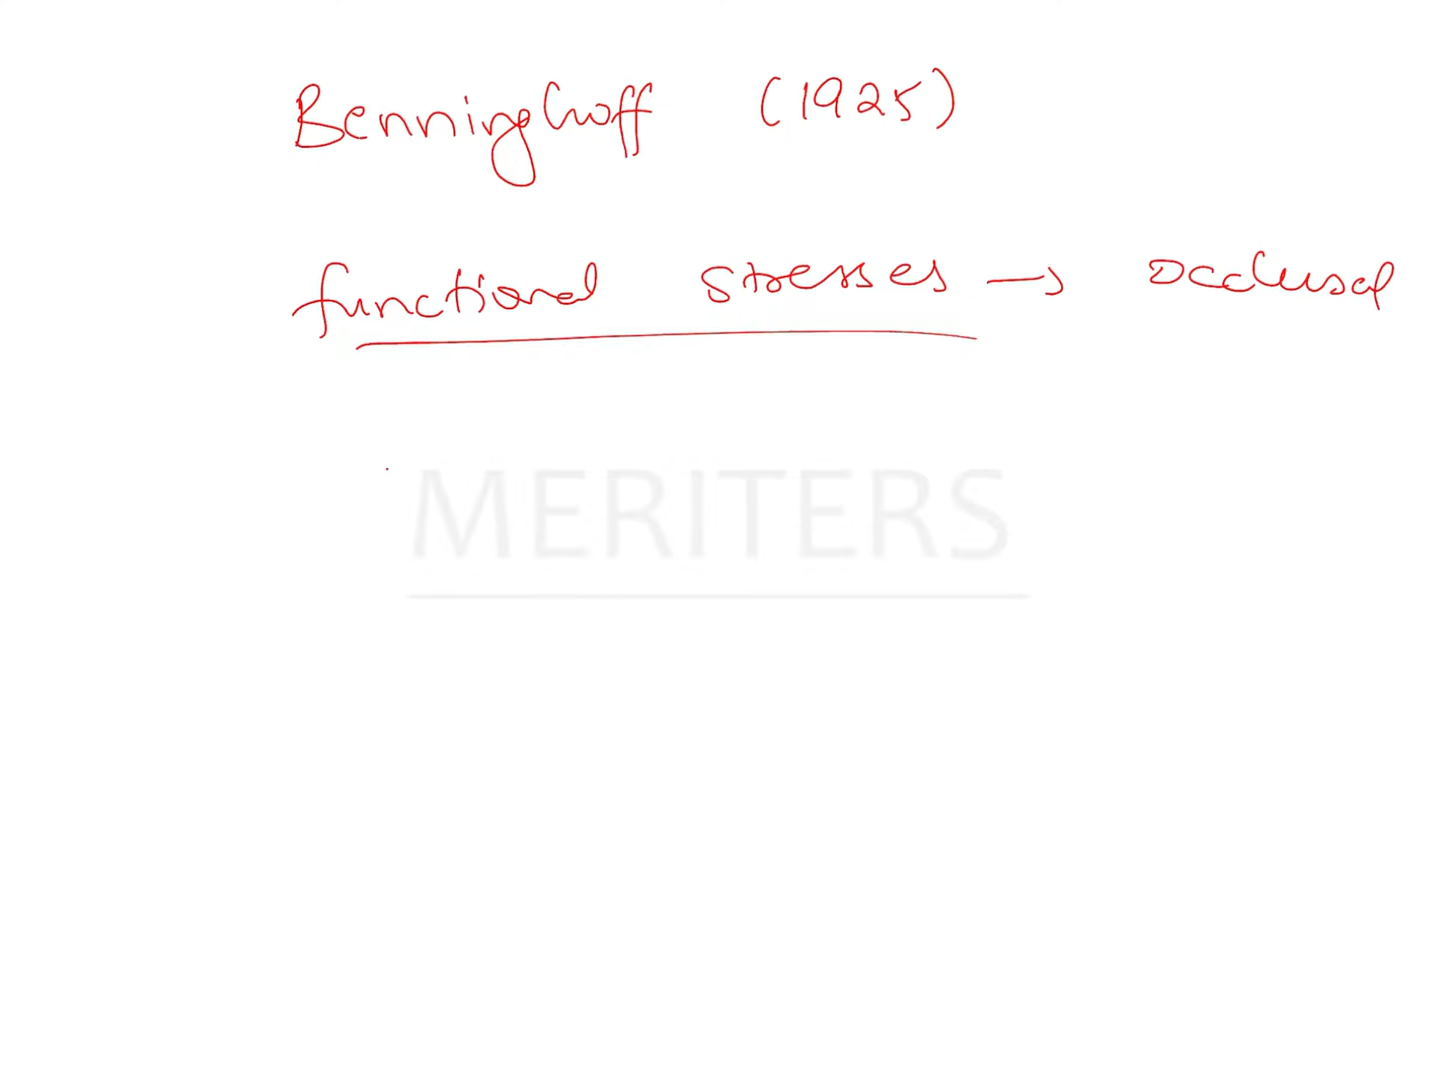 Benninghoff (1925)
functional stresses → occlusal
MERITERS